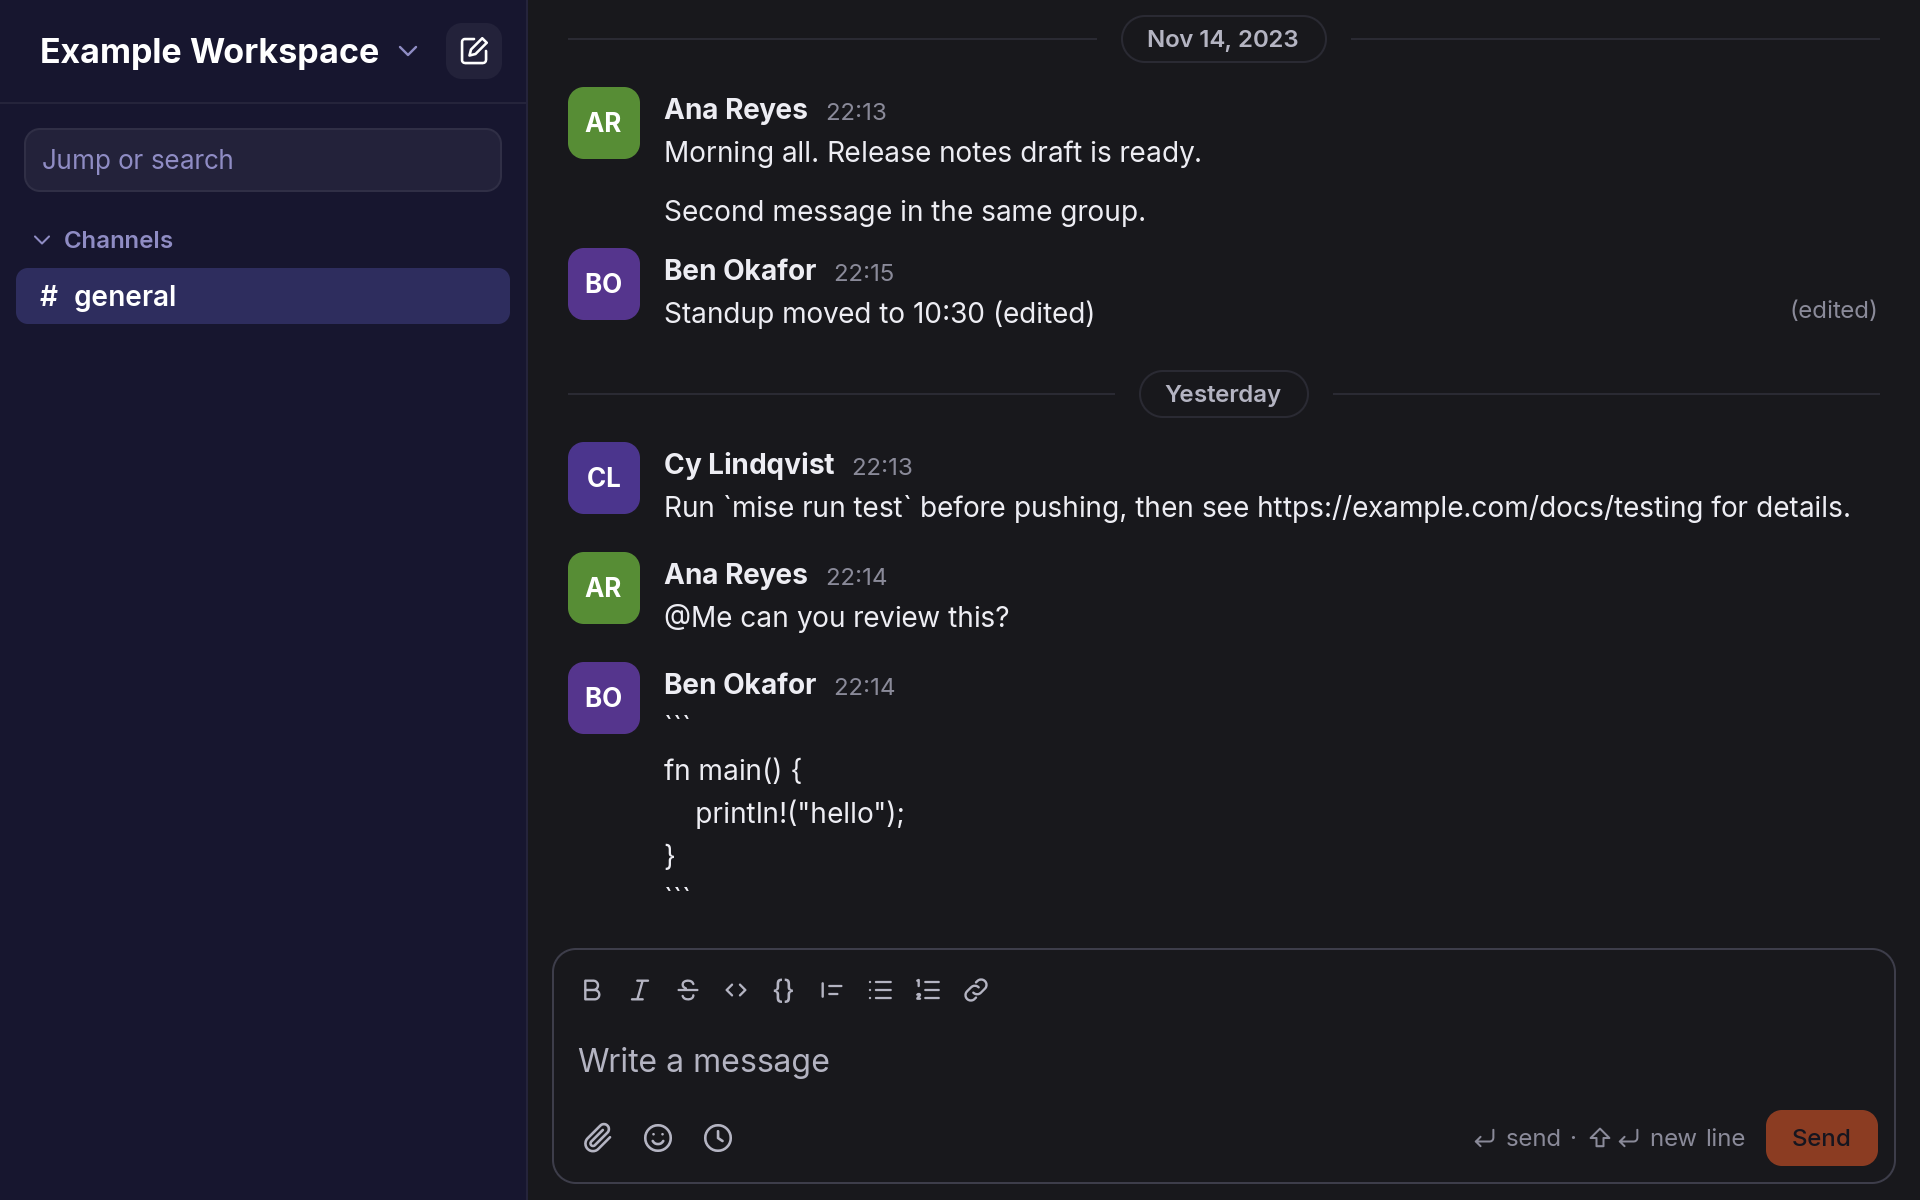 Example Workspace
Jump or search
Channels
# general
Nov 14, 2023
AR
Ana Reyes 22:13
Morning all. Release notes draft is ready.
Second message in the same group.
BO
Ben Okafor 22:15
Standup moved to 10:30 (edited)
(edited)
Yesterday
CL
Cy Lindqvist 22:13
Run `mise run test` before pushing, then see https://example.com/docs/testing for details.
AR
Ana Reyes 22:14
@Me can you review this?
BO
Ben Okafor 22:14
```
fn main() {
    println!("hello");
}
```
Write a message
send · new line
Send